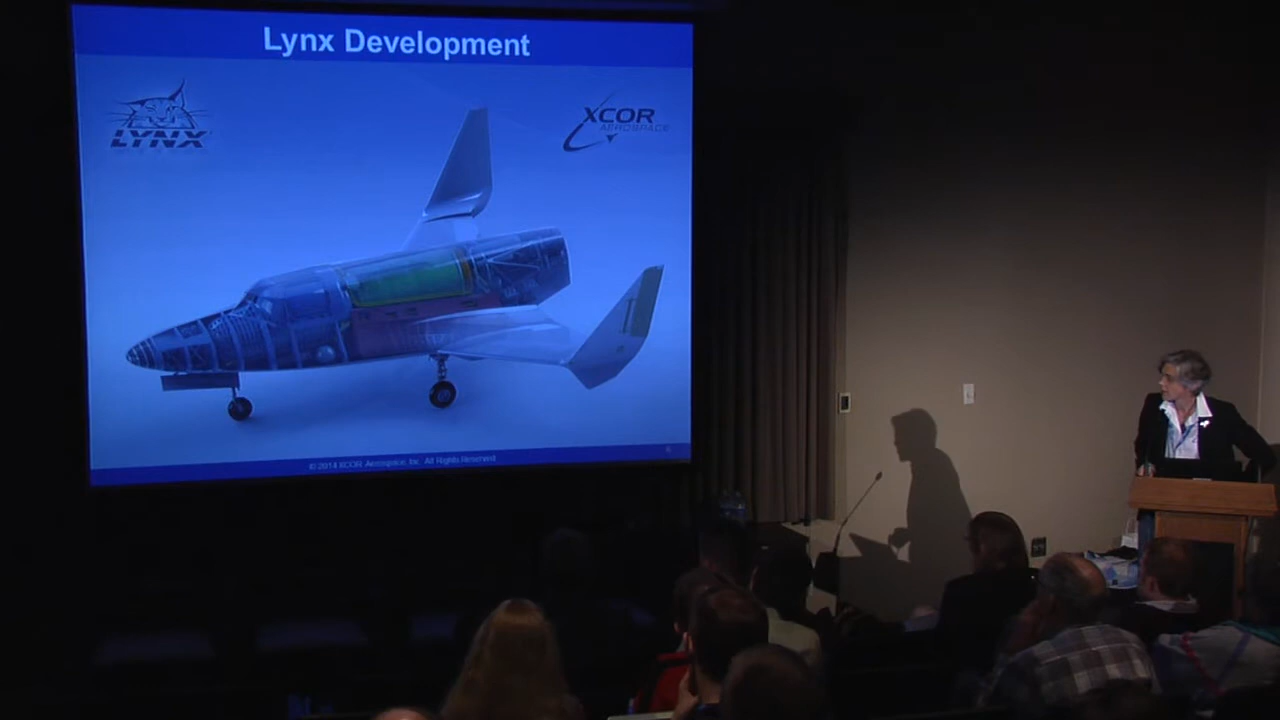 Lynx Development
LYNX
XCOR
AEROSPACE
© 2014 XCOR Aerospace, Inc. All Rights Reserved